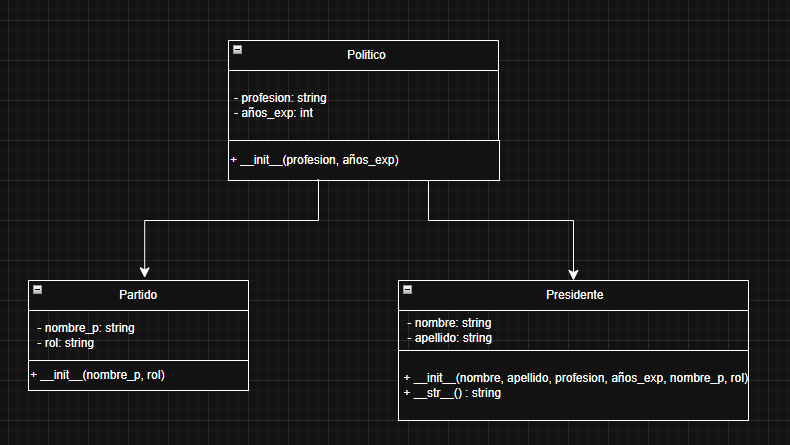 Politico
- profesion: string
- años_exp: int
+ __init__(profesion, años_exp)
Partido
- nombre_p: string
- rol: string
+ __init__(nombre_p, rol)
Presidente
- nombre: string
- apellido: string
+ __init__(nombre, apellido, profesion, años_exp, nombre_p, rol)
+ __str__() : string